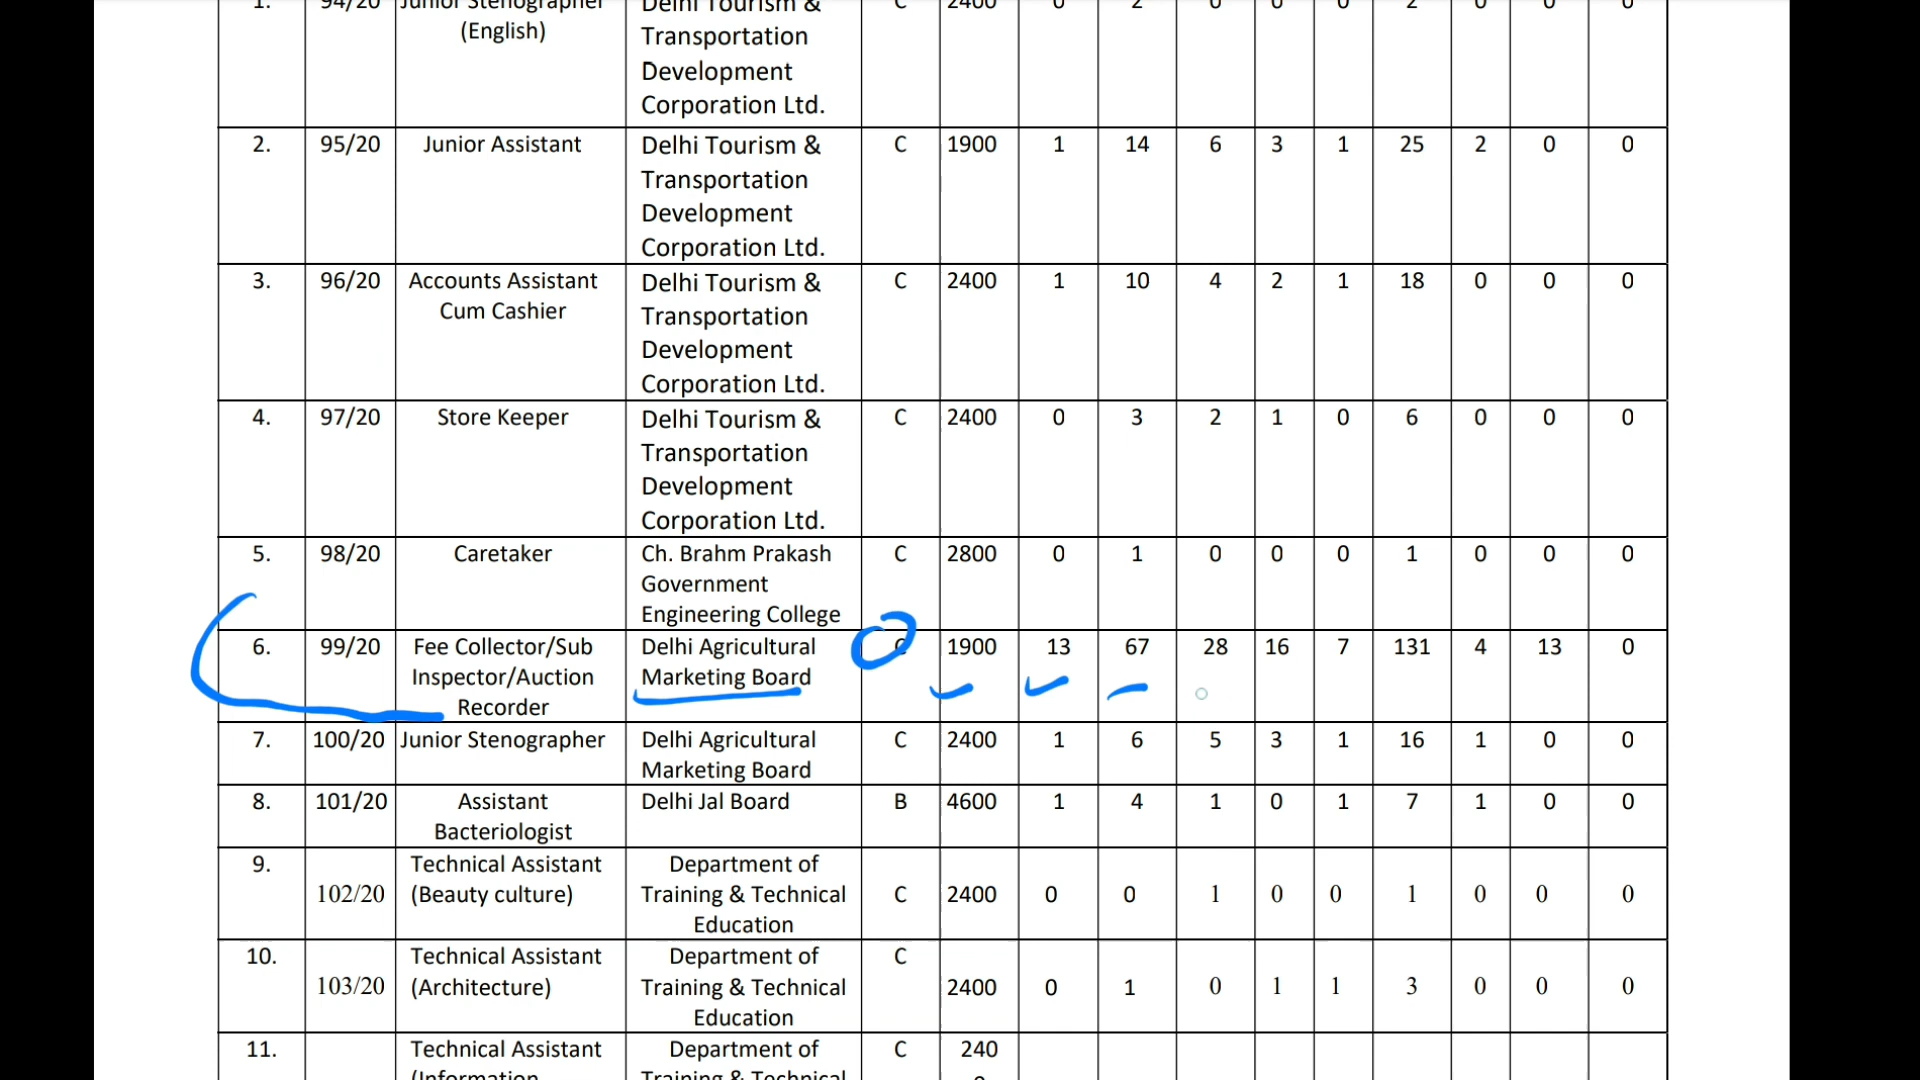 1. 94/20 Junior Stenographer Delhi Tourism & C 2400 0 2 0 0 0 2 0 0 0
(English) Transportation
Development
Corporation Ltd.
2. 95/20 Junior Assistant Delhi Tourism & C 1900 1 14 6 3 1 25 2 0 0
Transportation
Development
Corporation Ltd.
3. 96/20 Accounts Assistant Delhi Tourism & C 2400 1 10 4 2 1 18 0 0 0
Cum Cashier Transportation
Development
Corporation Ltd.
4. 97/20 Store Keeper Delhi Tourism & C 2400 0 3 2 1 0 6 0 0 0
Transportation
Development
Corporation Ltd.
5. 98/20 Caretaker Ch. Brahm Prakash C 2800 0 1 0 0 0 1 0 0 0
Government
Engineering College
6. 99/20 Fee Collector/Sub Delhi Agricultural C 1900 13 67 28 16 7 131 4 13 0
Inspector/Auction Marketing Board
Recorder
7. 100/20 Junior Stenographer Delhi Agricultural C 2400 1 6 5 3 1 16 1 0 0
Marketing Board
8. 101/20 Assistant Delhi Jal Board B 4600 1 4 1 0 1 7 1 0 0
Bacteriologist
9. Technical Assistant Department of
102/20 (Beauty culture) Training & Technical C 2400 0 0 1 0 0 1 0 0 0
Education
10. Technical Assistant Department of C
103/20 (Architecture) Training & Technical 2400 0 1 0 1 1 3 0 0 0
Education
11. Technical Assistant Department of C 240
(Information Training & Technical 0